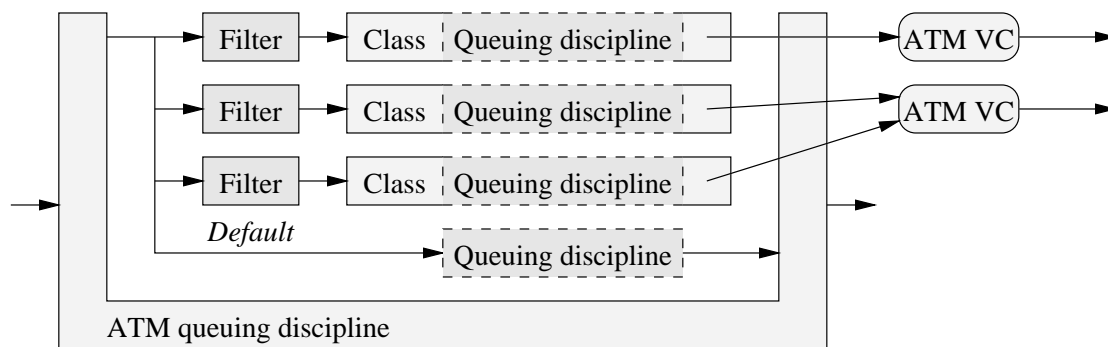 Filter Class Queuing discipline ATM VC
Filter Class Queuing discipline ATM VC
Filter Class Queuing discipline
Default
Queuing discipline
ATM queuing discipline